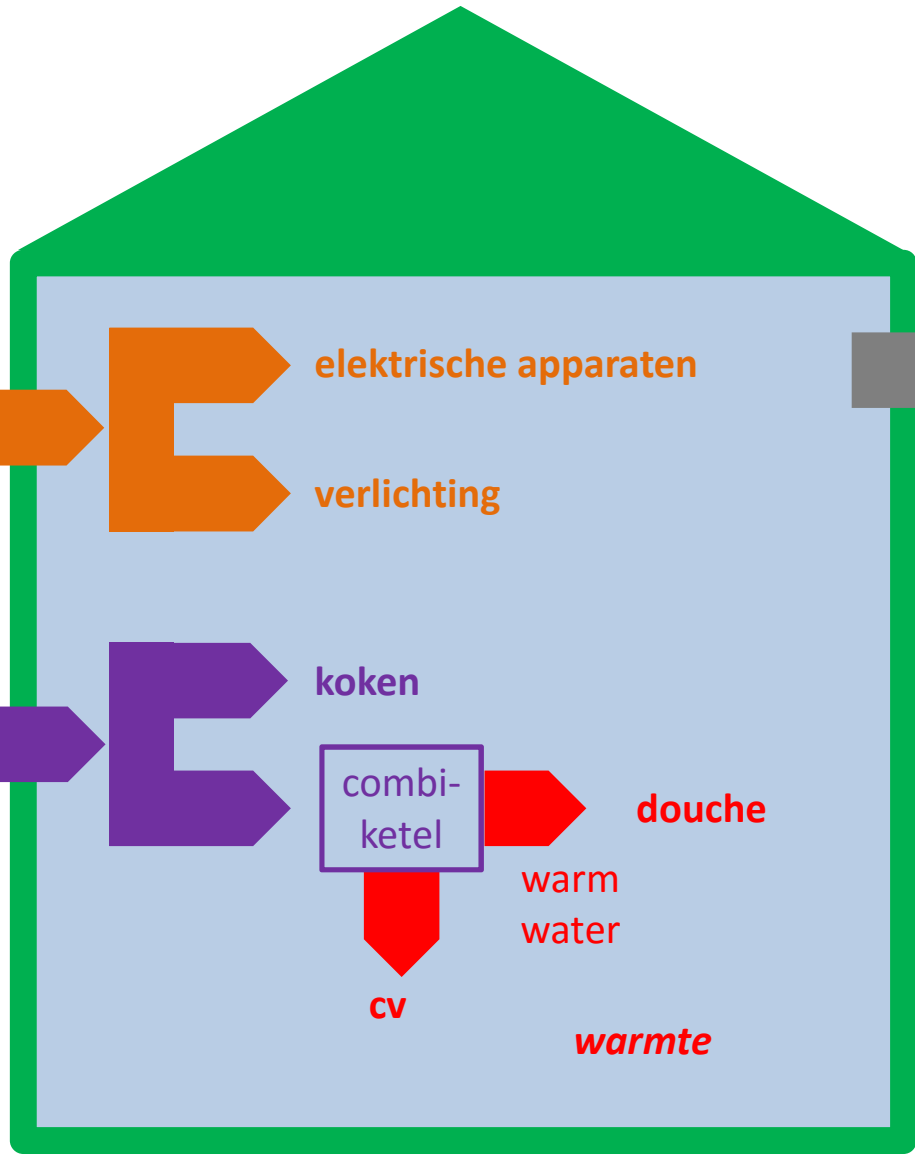 elektrische apparaten
verlichting
koken
combi-
ketel
douche
warm
water
cv
warmte